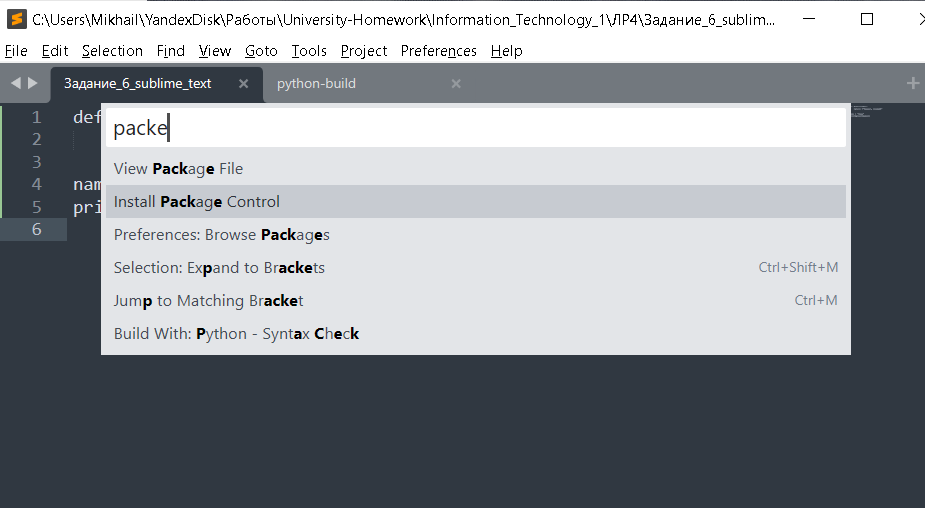 C:\Users\Mikhail\YandexDisk\Работы\University-Homework\Information_Technology_1\ЛР4\Задание_6_sublim...
File Edit Selection Find View Goto Tools Project Preferences Help
Задание_6_sublime_text python-build
1 def
2
3
4 nam
5 pri
6
packe
View Package File
Install Package Control
Preferences: Browse Packages
Selection: Expand to Brackets Ctrl+Shift+M
Jump to Matching Bracket Ctrl+M
Build With: Python - Syntax Check